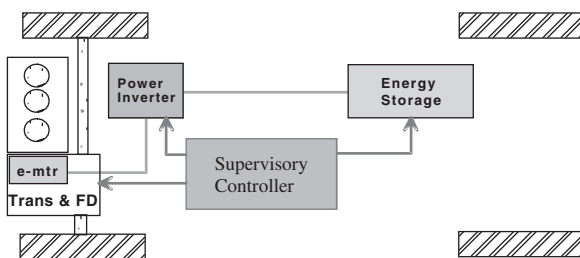 Power
Inverter
Energy
Storage
e-mtr
Trans & FD
Supervisory
Controller